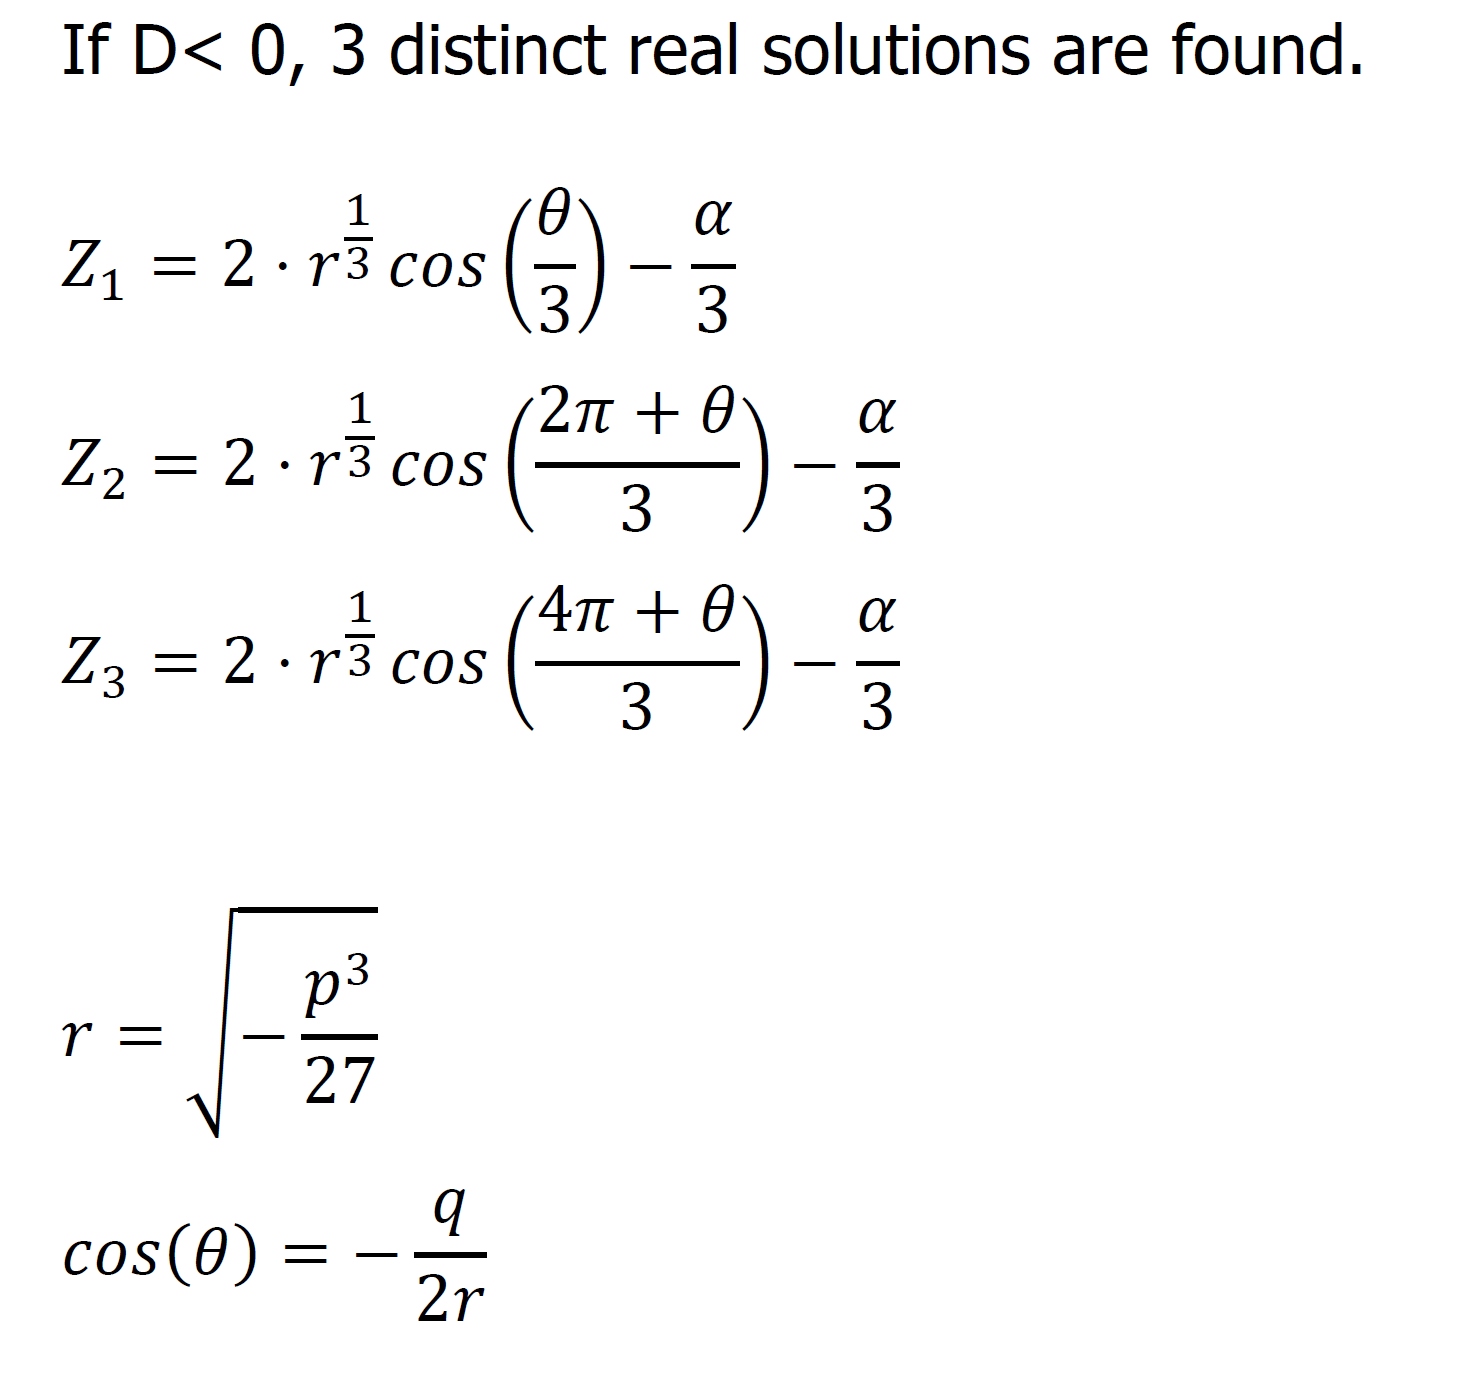 If D< 0, 3 distinct real solutions are found.
Z₁ = 2 · r^(1/3) cos(θ/3) − α/3
Z₂ = 2 · r^(1/3) cos((2π + θ)/3) − α/3
Z₃ = 2 · r^(1/3) cos((4π + θ)/3) − α/3
r = √(−p³/27)
cos(θ) = −q/2r